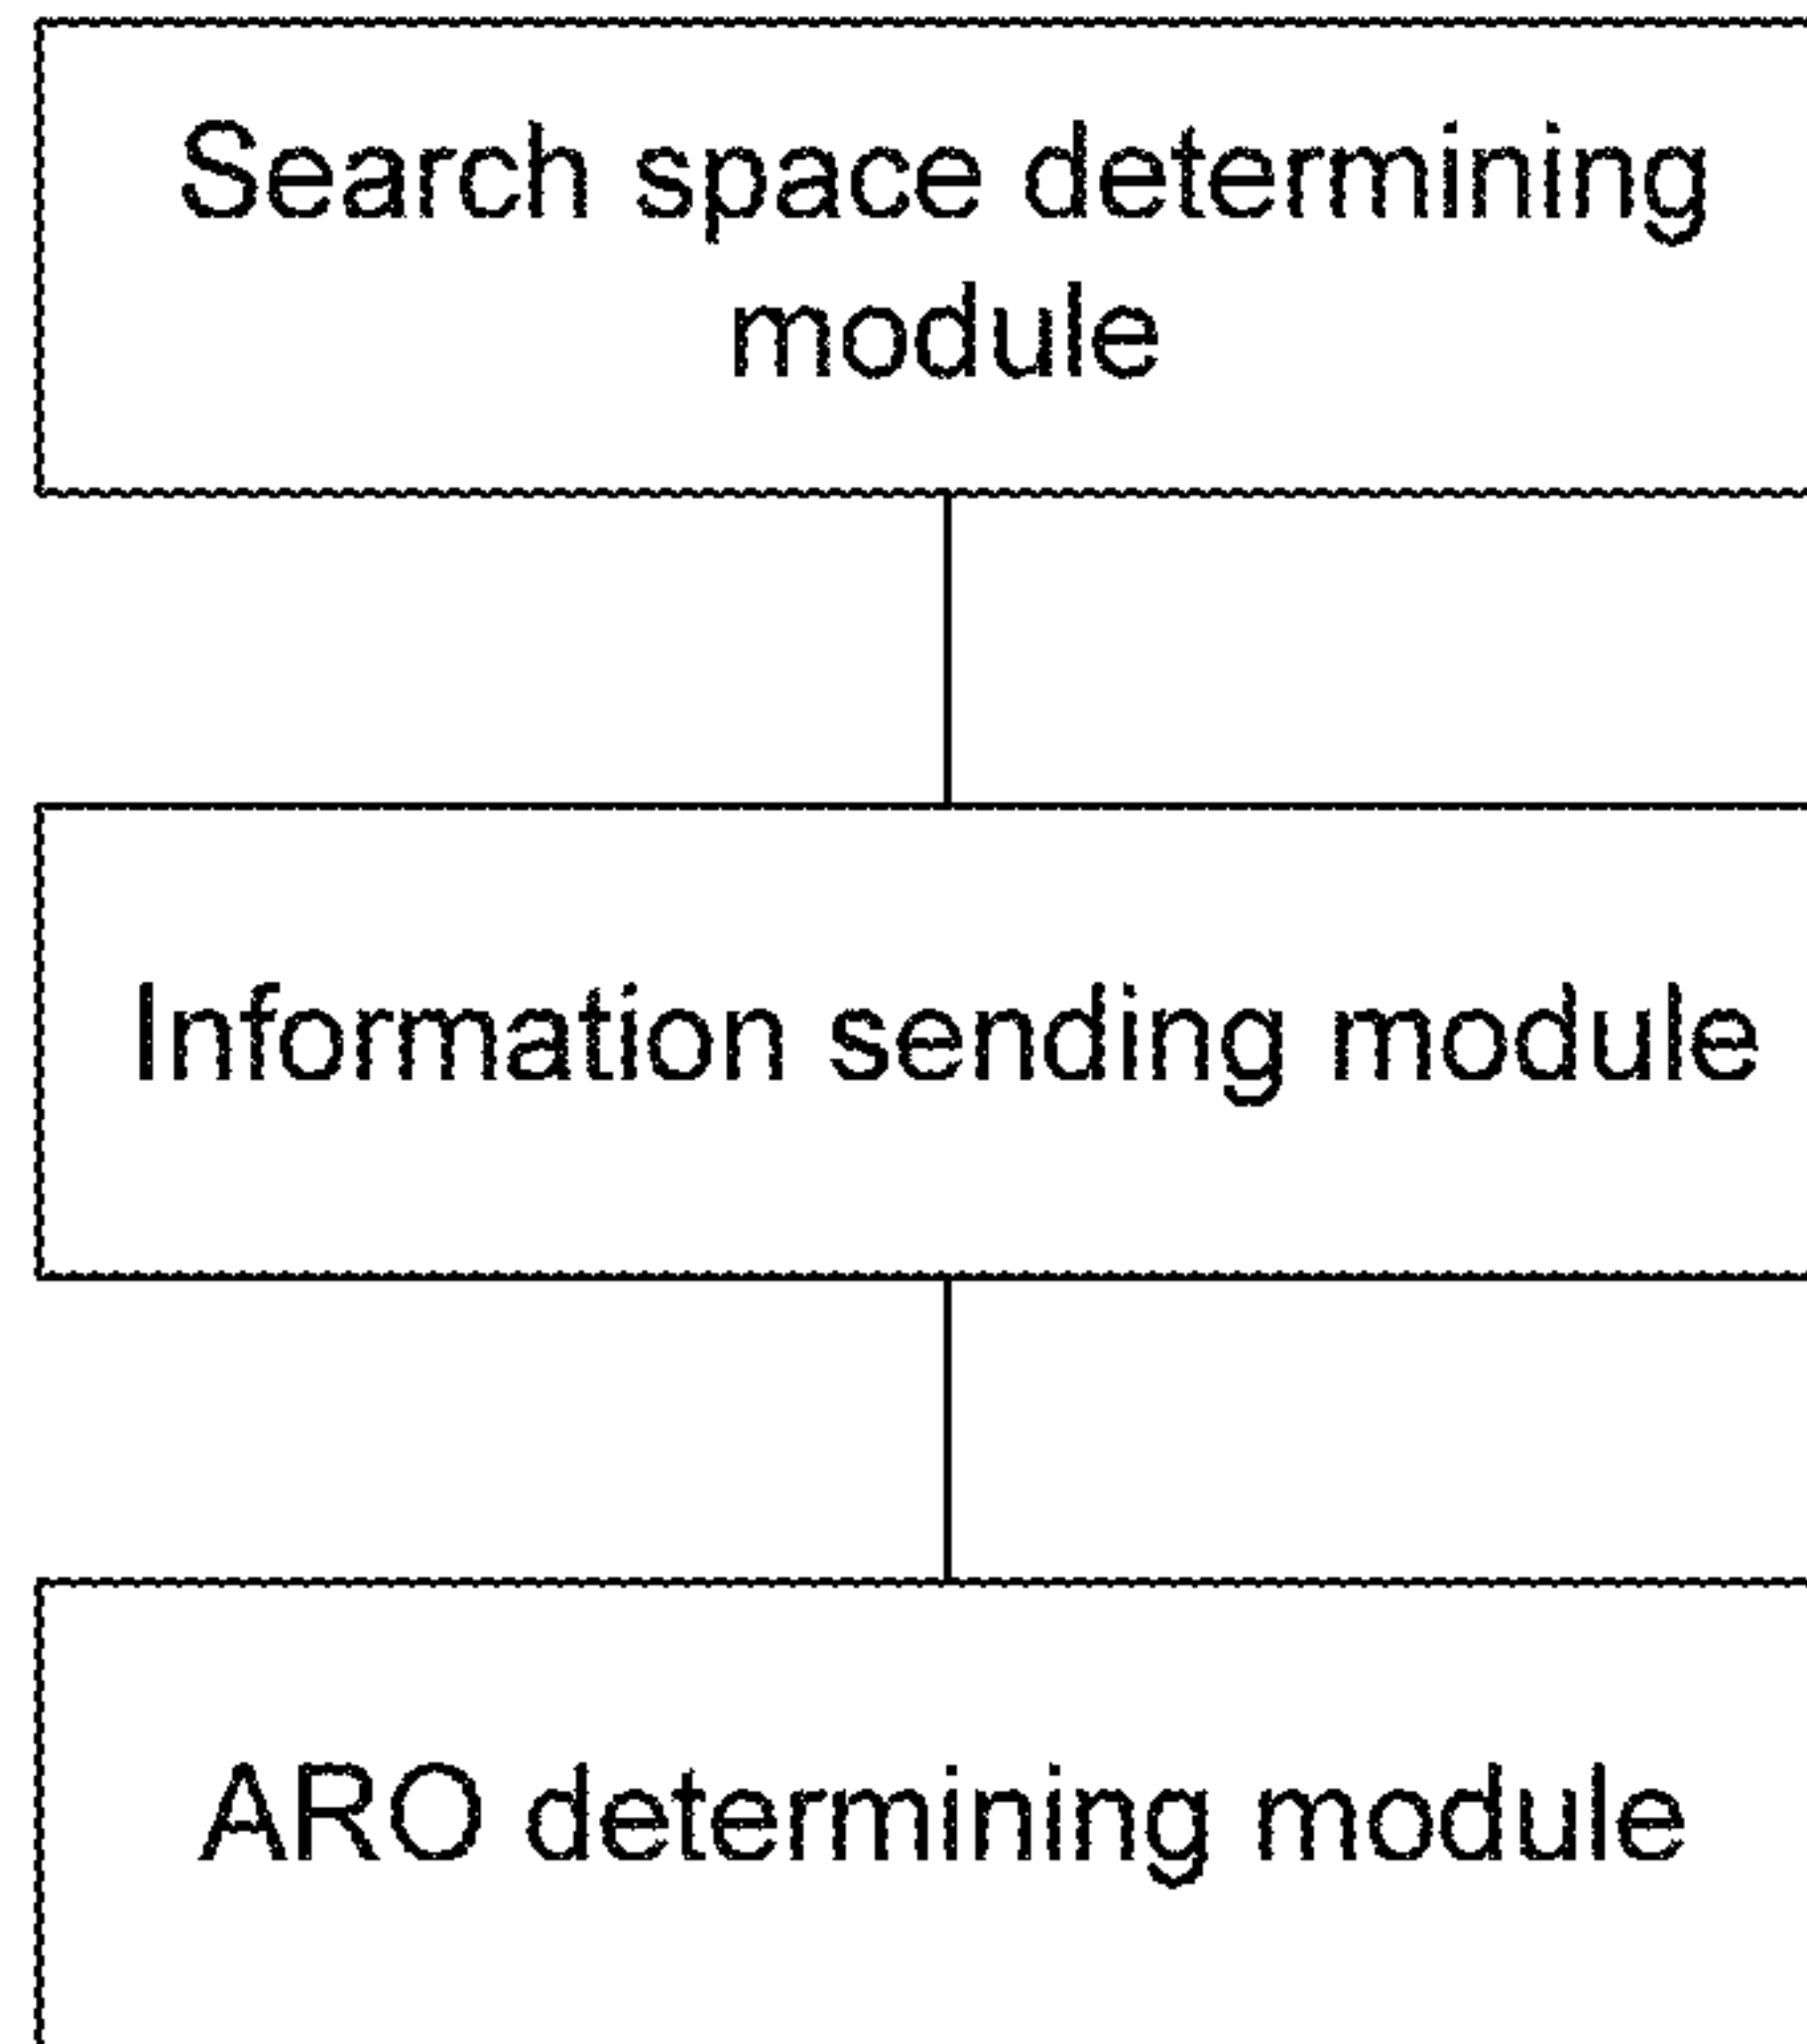 Search space determining
module
Information sending module
ARO determining module